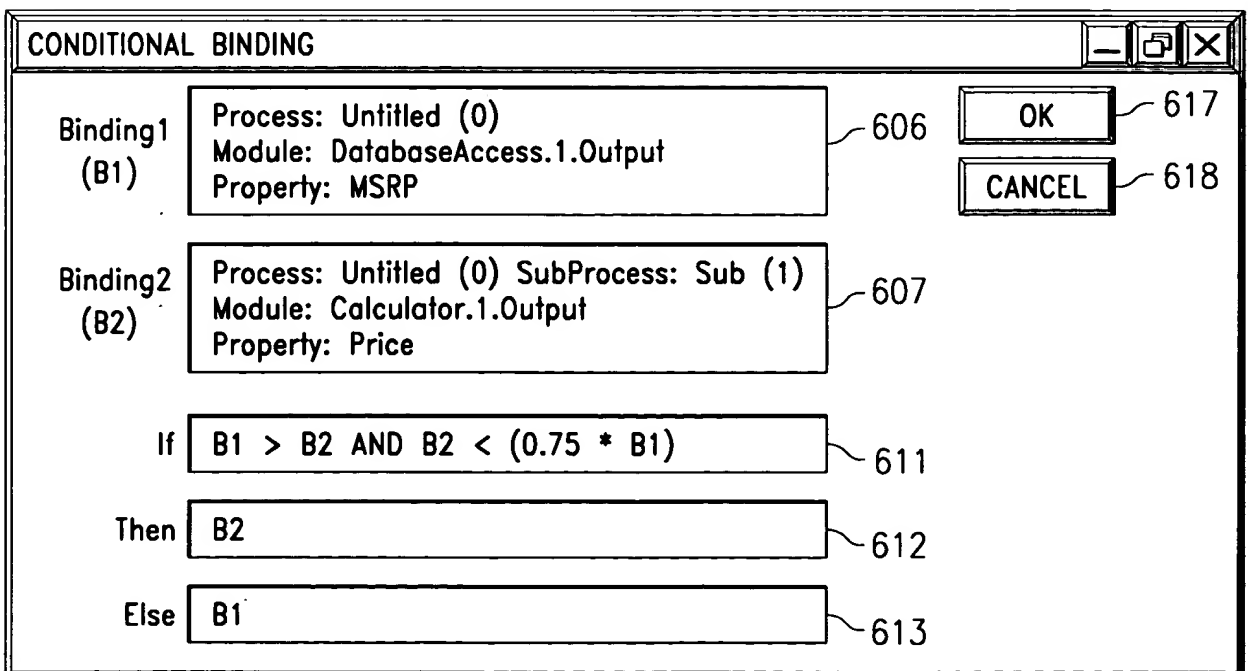 CONDITIONAL BINDING
Binding1
(B1)
Process: Untitled (0)
Module: DatabaseAccess.1.Output
Property: MSRP
606
OK
617
CANCEL
618
Binding2
(B2)
Process: Untitled (0) SubProcess: Sub (1)
Module: Calculator.1.Output
Property: Price
607
If
B1 > B2 AND B2 < (0.75 * B1)
611
Then
B2
612
Else
B1
613